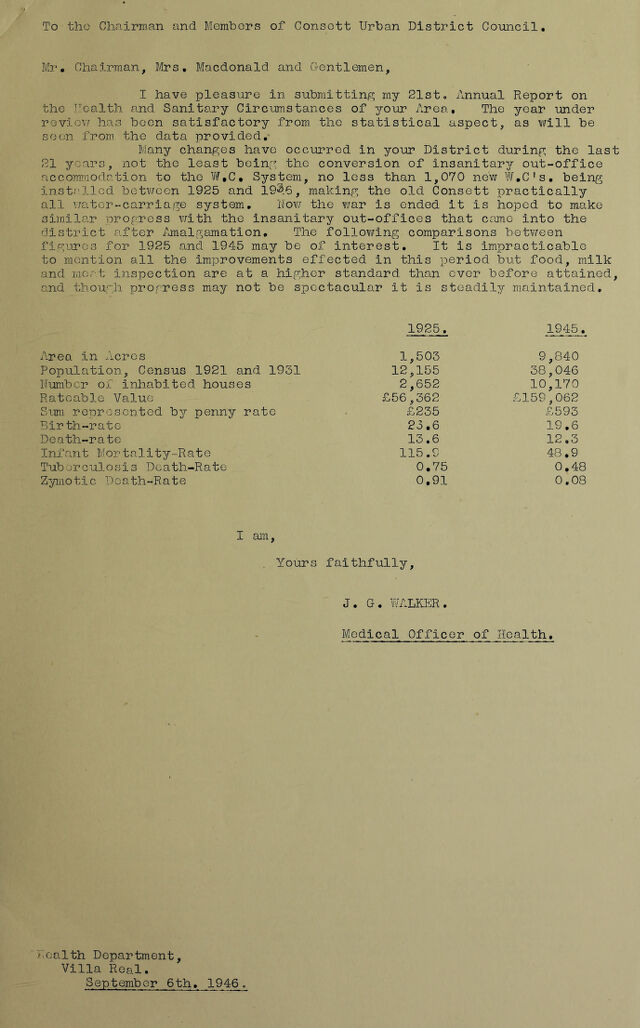 To the Chairman and Members of Consett Urban District Council.
Mr. Chairman, Mrs. Macdonald and Gentlemen,
I have pleasure in submitting my 21st. Annual Report on
the Health and Sanitary Circumstances of your Area. The year under
review has been satisfactory from the statistical aspect, as will be
seen from the data provided.
Many changes have occurred in your District during the last
21 years, not the least being the conversion of insanitary out-office
accommodation to the W.C. System, no less than 1,070 new W.C's. being
installed between 1925 and 1936, making the old Consett practically
all water-carriage system. Now the war is ended it is hoped to make
similar progress with the insanitary out-offices that came into the
district after Amalgamation. The following comparisons between
figures for 1925 and 1945 may be of interest. It is impracticable
to mention all the improvements effected in this period but food, milk
and meat inspection are at a higher standard than ever before attained,
and though progress may not be spectacular it is steadily maintained.
1925. 1945.
Area in Acres 1,503 9,840
Population, Census 1921 and 1931 12,155 38,046
Number of inhabited houses 2,652 10,170
Rateable Value £56,362 £159,062
Sum represented by penny rate £235 £593
Birth-rate 23.6 19.6
Death-rate 13.6 12.3
Infant Mortality-Rate 115.9 48.9
Tuberculosis Death-Rate 0.75 0.48
Zymotic Death-Rate 0.91 0.08
I am,
Yours faithfully,
J. G. WALKER.
Medical Officer of Health.
Health Department,
Villa Real.
September 6th. 1946.